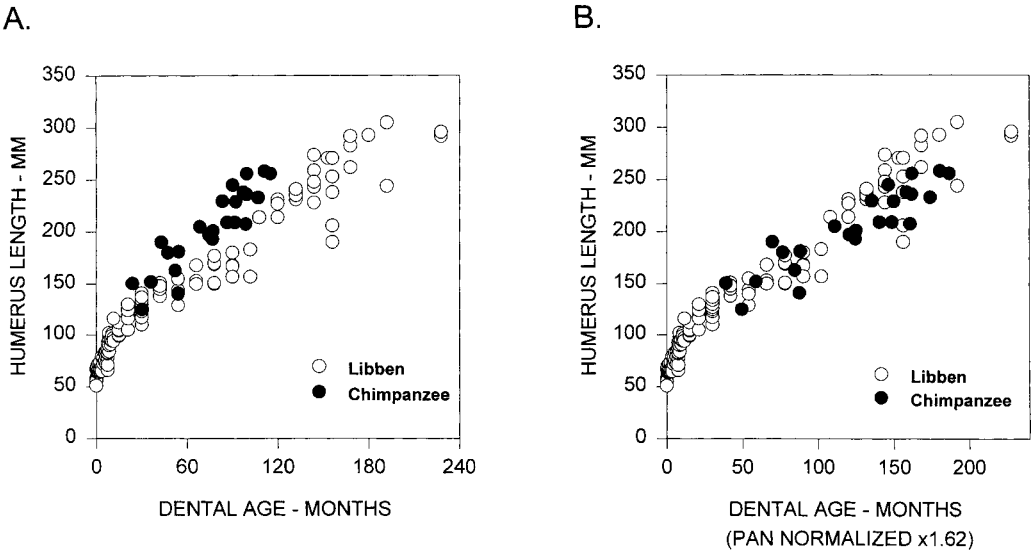 A.
HUMERUS LENGTH - MM
350
300
250
200
150
100
50
0
0 60 120 180 240
DENTAL AGE - MONTHS
Libben
Chimpanzee
B.
HUMERUS LENGTH - MM
350
300
250
200
150
100
50
0
0 50 100 150 200
DENTAL AGE - MONTHS
(PAN NORMALIZED x1.62)
Libben
Chimpanzee